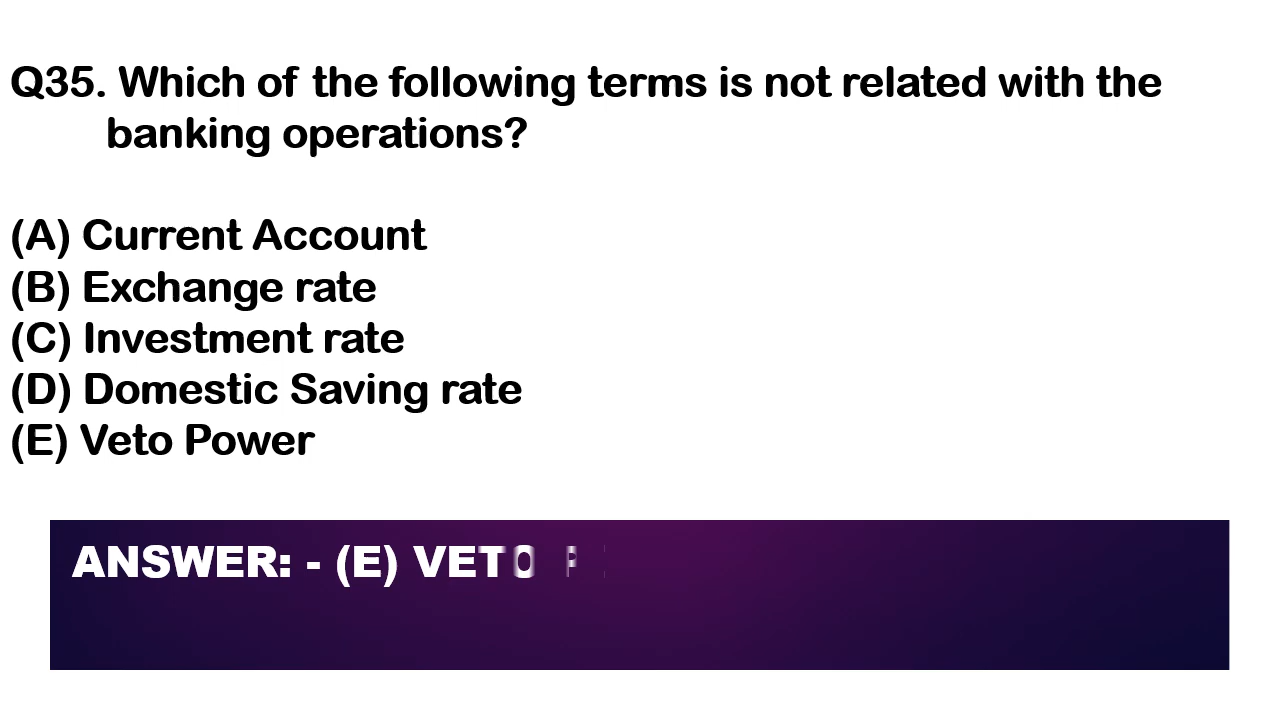 Q35. Which of the following terms is not related with the
banking operations?
(A) Current Account
(B) Exchange rate
(C) Investment rate
(D) Domestic Saving rate
(E) Veto Power
ANSWER: - (E) VETO